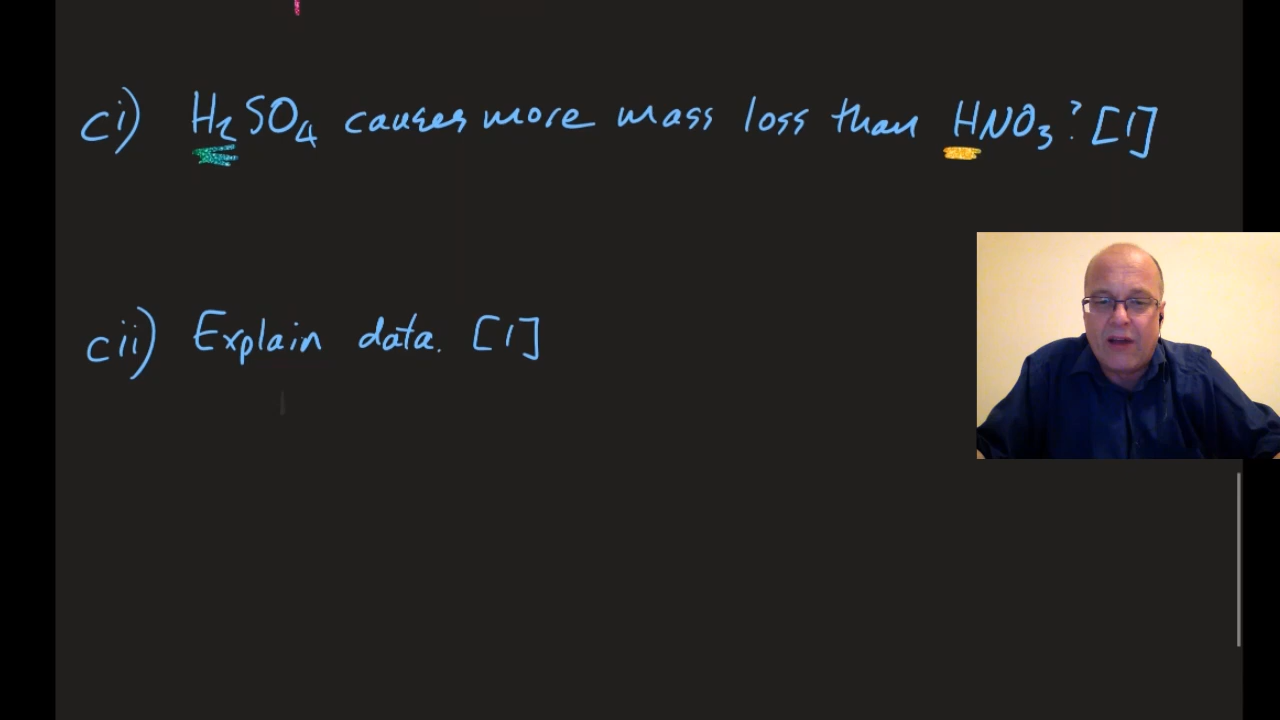 ci) H₂SO₄ causes more mass loss than HNO₃? [1]
cii) Explain data. [1]